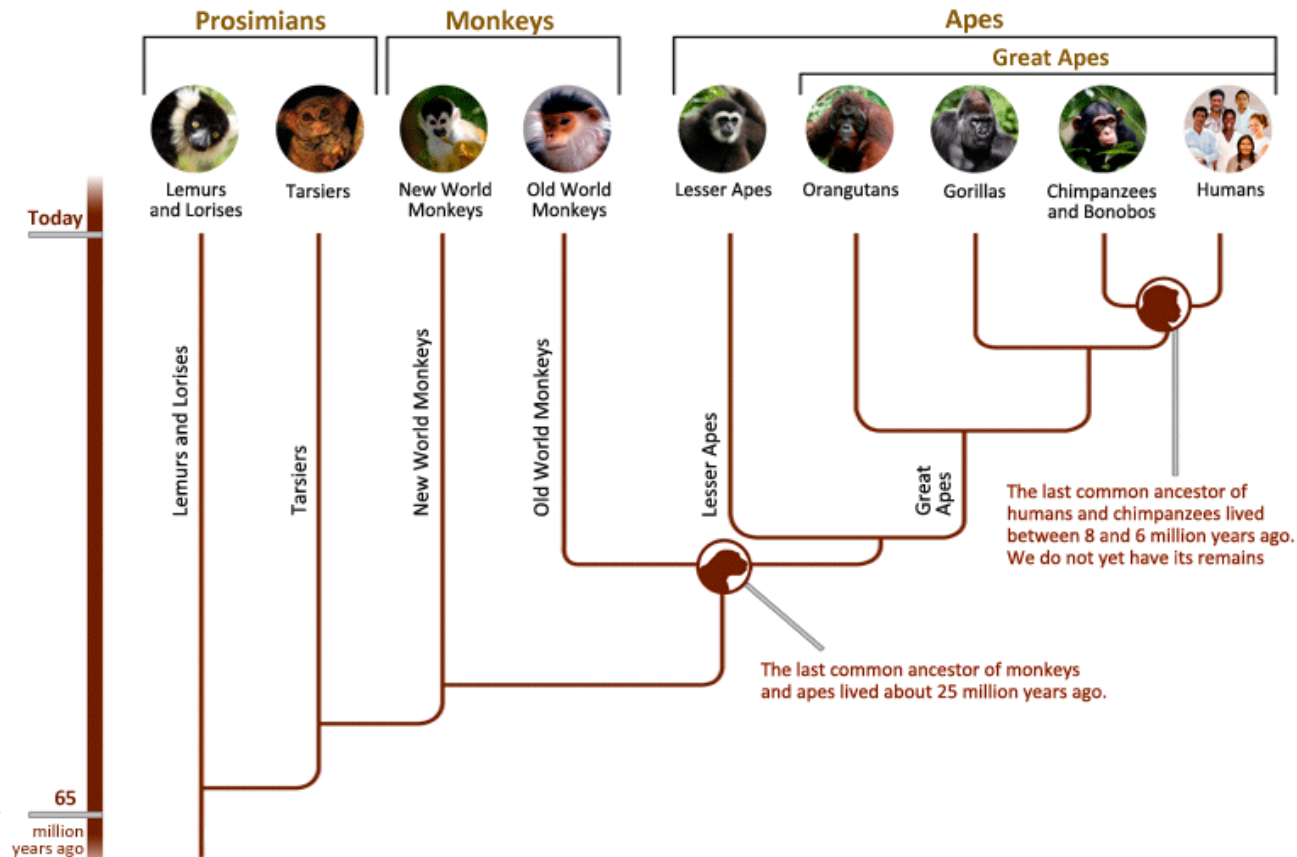 Prosimians
Monkeys
Apes
Great Apes
Lemurs
and Lorises
Tarsiers
New World
Monkeys
Old World
Monkeys
Lesser Apes
Orangutans
Gorillas
Chimpanzees
and Bonobos
Humans
Today
Lemurs and Lorises
Tarsiers
New World Monkeys
Old World Monkeys
Lesser Apes
Great
Apes
The last common ancestor of
humans and chimpanzees lived
between 8 and 6 million years ago.
We do not yet have its remains
The last common ancestor of monkeys
and apes lived about 25 million years ago.
65
million
years ago